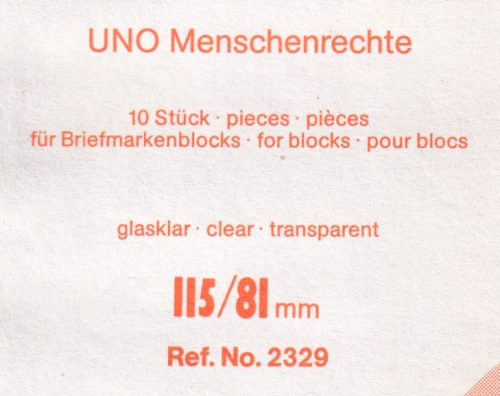 UNO Menschenrechte
10 Stück · pieces · pièces
für Briefmarkenblocks · for blocks · pour blocs
glasklar · clear · transparent
115/81 mm
Ref. No. 2329